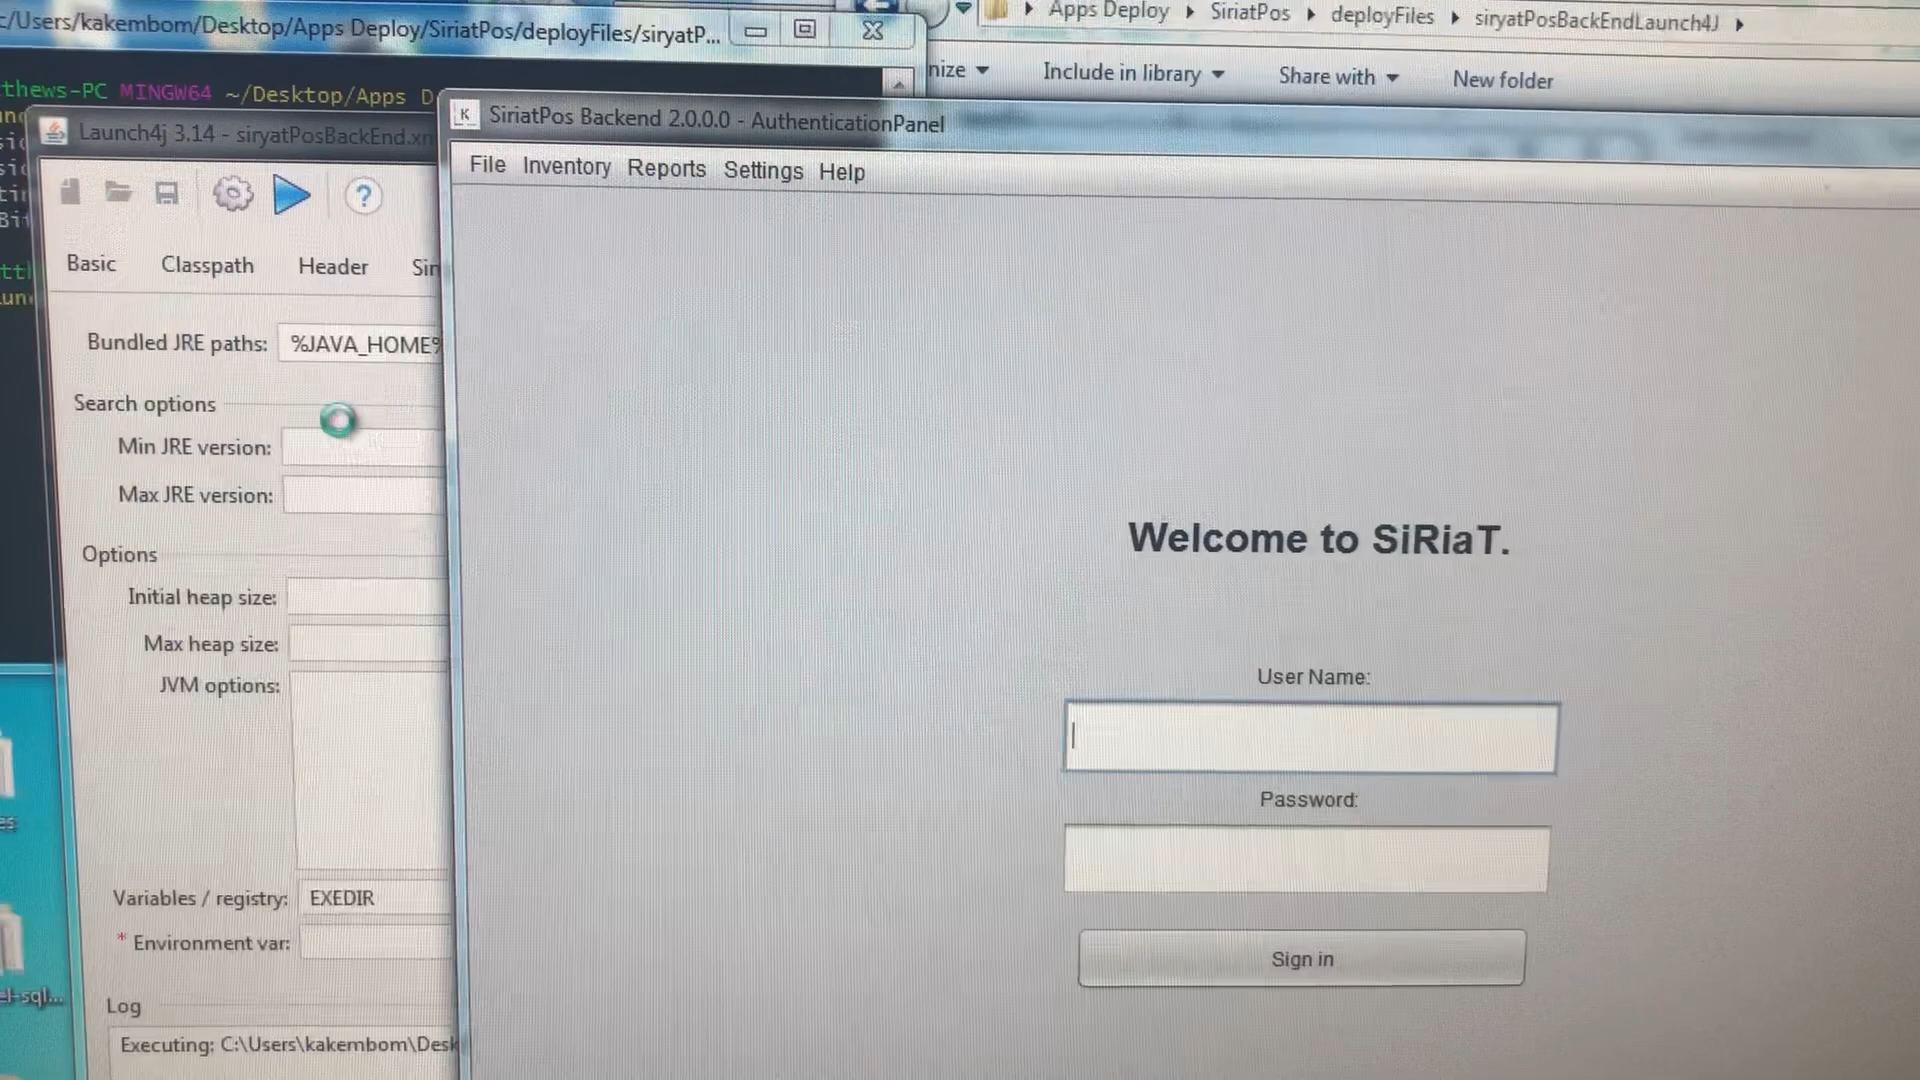 c/Users/kakembom/Desktop/Apps Deploy/SiriatPos/deployFiles/siryatP...
Apps Deploy
SiriatPos
deployFiles
siryatPosBackEndLaunch4J
nize
Include in library
Share with
New folder
thews-PC MINGW64 ~/Desktop/Apps D
Launch4j 3.14 - siryatPosBackEnd.xm
SiriatPos Backend 2.0.0.0 - AuthenticationPanel
File Inventory Reports Settings Help
Basic Classpath Header Sin
Bundled JRE paths: %JAVA_HOME%
Search options
Min JRE version:
Max JRE version:
Options
Initial heap size:
Max heap size:
JVM options:
Variables / registry: EXEDIR
* Environment var:
Log
Executing: C:\Users\kakembom\Desk
Welcome to SiRiaT.
User Name:
Password:
Sign in
el-sql...